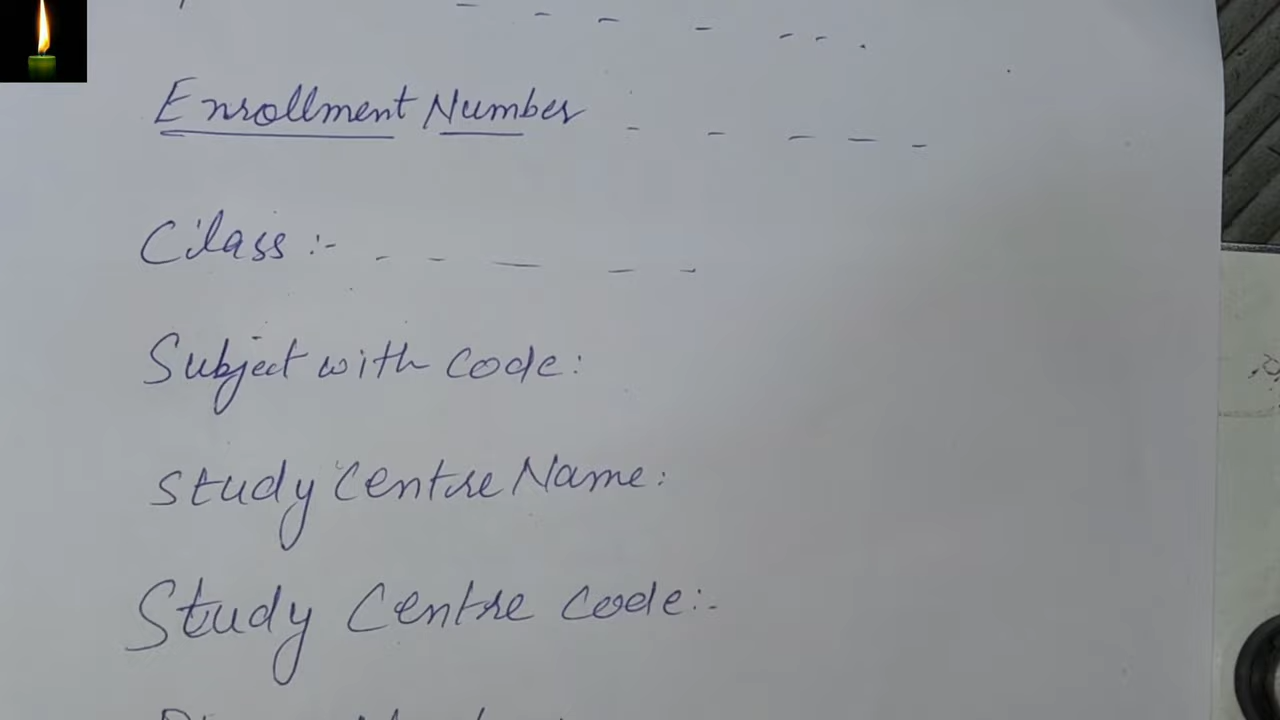 Enrollment Number - - - - -
Class :- - - - - -
Subject with code:
Study Centre Name:
Study Centre Code:-